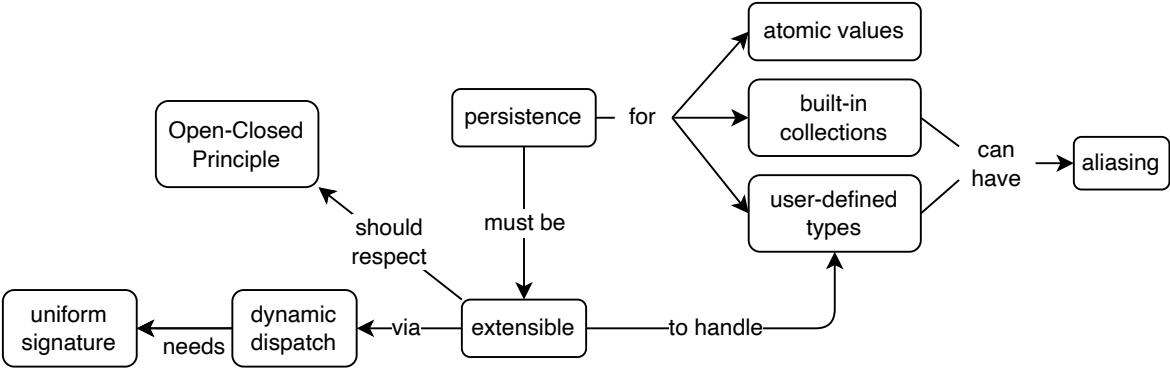 atomic values
persistence
for
built-in
collections
Open-Closed
Principle
can
have
aliasing
user-defined
types
should
respect
must be
uniform
signature
needs
dynamic
dispatch
via
extensible
to handle